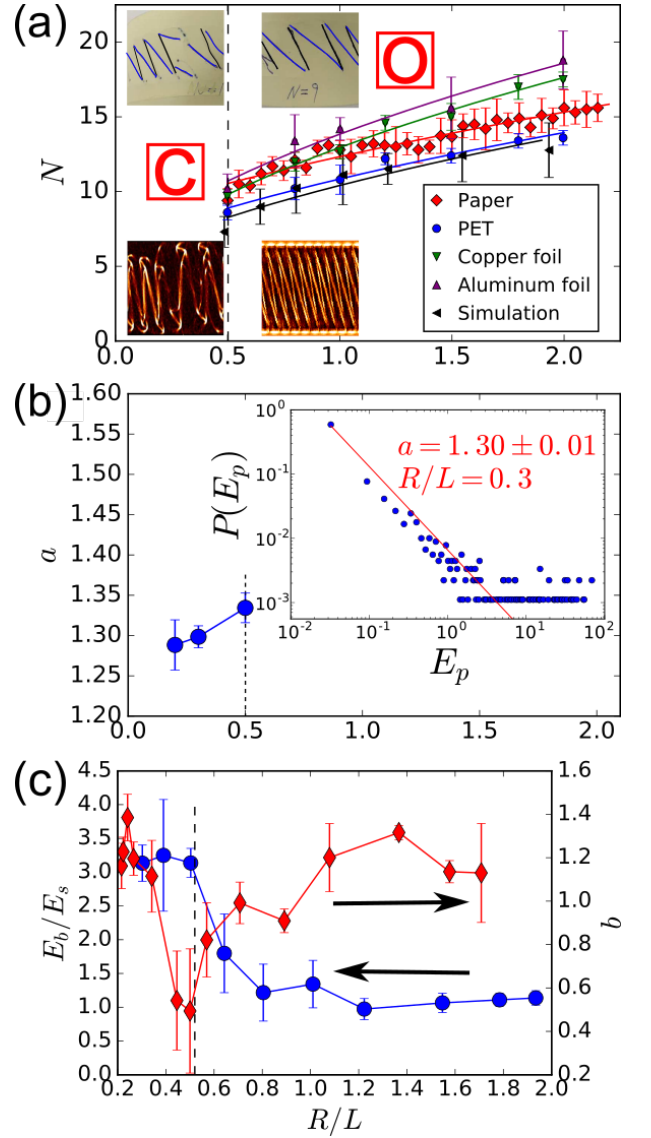 (a)
N
25
20
15
10
5
0
C
O
N=9
Paper
PET
Copper foil
Aluminum foil
Simulation
0.0 0.5 1.0 1.5 2.0
(b)
a
1.60
1.55
1.50
1.45
1.40
1.35
1.30
1.25
1.20
0.0 0.5 1.0 1.5 2.0
P(E_p)
10^0
10^-1
10^-2
10^-3
a = 1.30 ± 0.01
R/L = 0.3
10^-2 10^-1 10^0 10^1 10^2
E_p
(c)
E_b/E_s
4.5
4.0
3.5
3.0
2.5
2.0
1.5
1.0
0.5
0.0
1.6
1.4
1.2
1.0
0.8
0.6
0.4
0.2
b
0.2 0.4 0.6 0.8 1.0 1.2 1.4 1.6 1.8 2.0
R/L